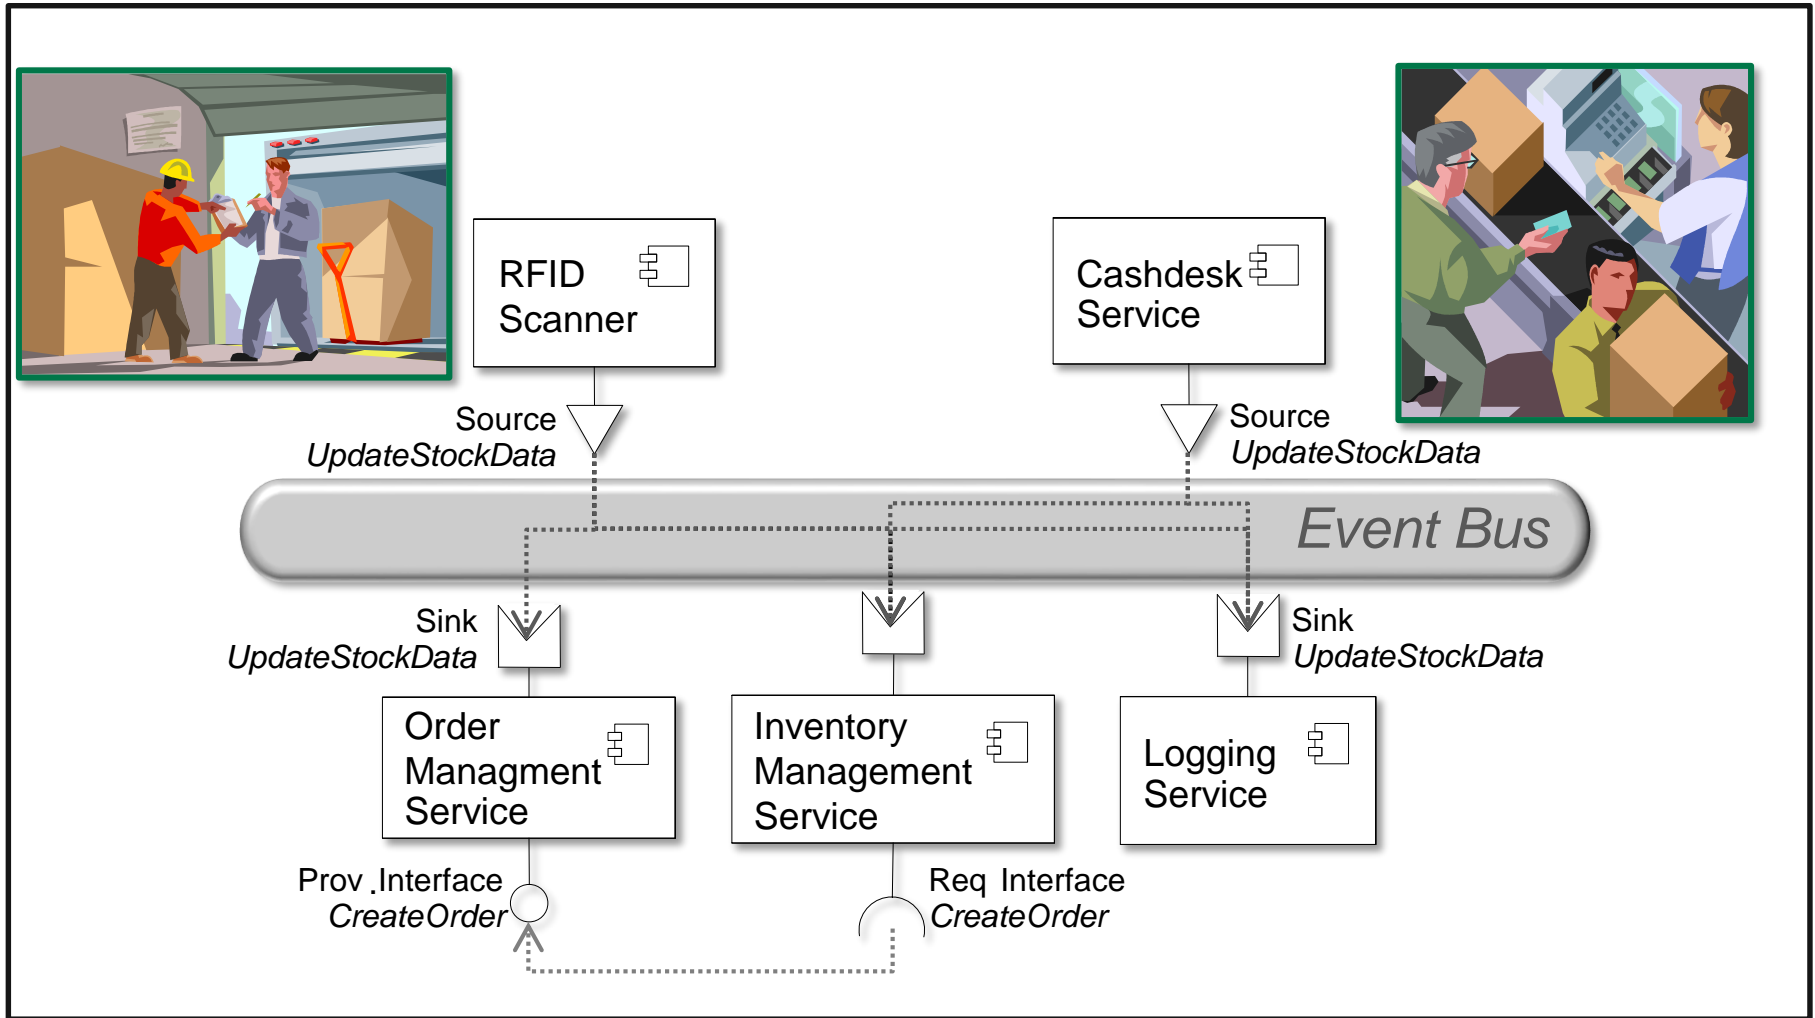 RFID
Scanner
Cashdesk
Service
Source
UpdateStockData
Source
UpdateStockData
Event Bus
Sink
UpdateStockData
Sink
UpdateStockData
Order
Managment
Service
Inventory
Management
Service
Logging
Service
Prov.Interface
CreateOrder
Req Interface
CreateOrder